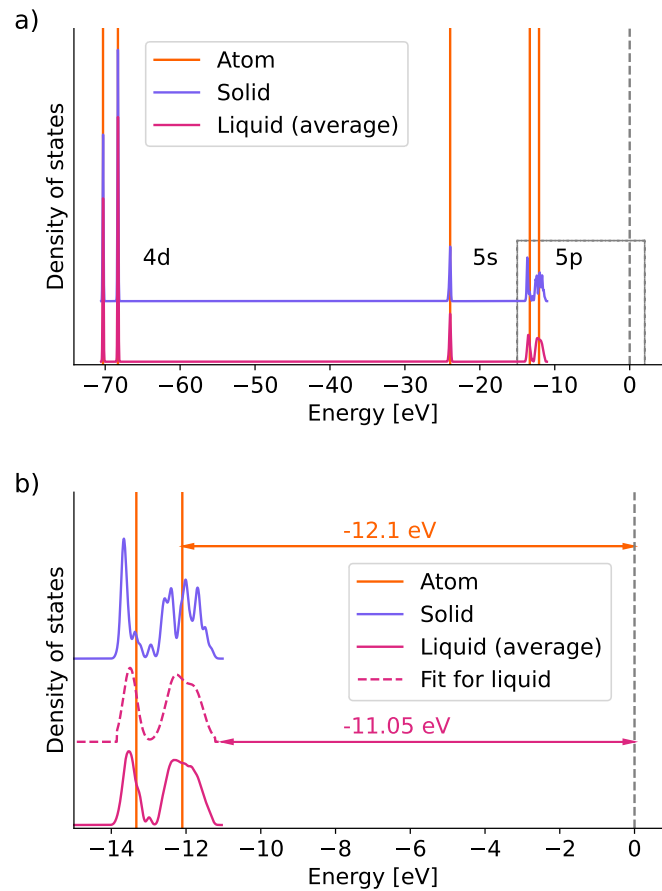 a)
Atom
Solid
Liquid (average)
4d
5s
5p
Density of states
−70
−60
−50
−40
−30
−20
−10
0
Energy [eV]
b)
-12.1 eV
Atom
Solid
Liquid (average)
Fit for liquid
-11.05 eV
Density of states
−14
−12
−10
−8
−6
−4
−2
0
Energy [eV]